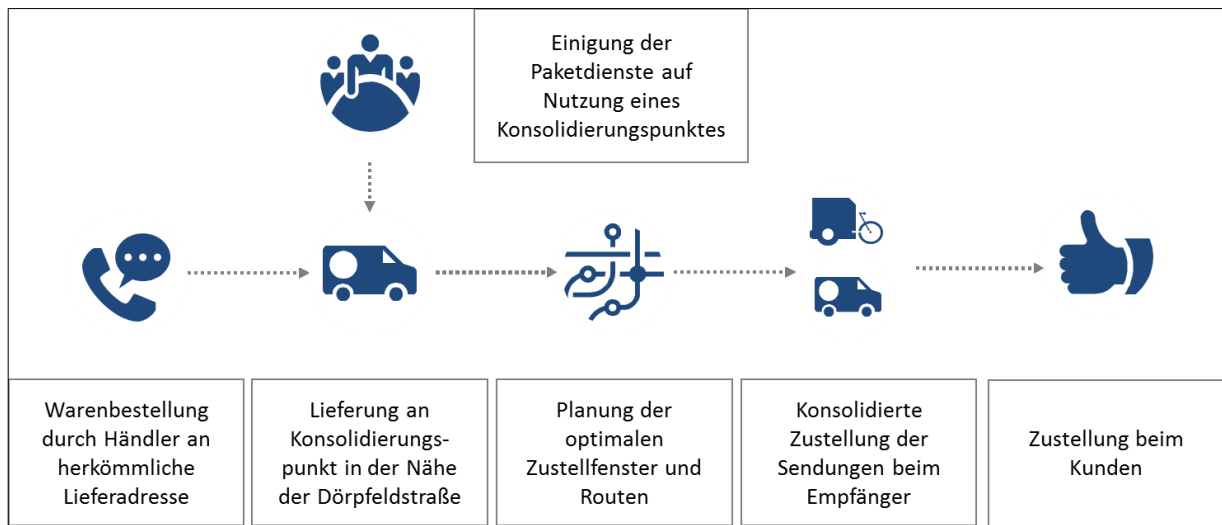 Einigung der
Paketdienste auf
Nutzung eines
Konsolidierungspunktes
Warenbestellung
durch Händler an
herkömmliche
Lieferadresse
Lieferung an
Konsolidierungs-
punkt in der Nähe
der Dörpfeldstraße
Planung der
optimalen
Zustellfenster und
Routen
Konsolidierte
Zustellung der
Sendungen beim
Empfänger
Zustellung beim
Kunden